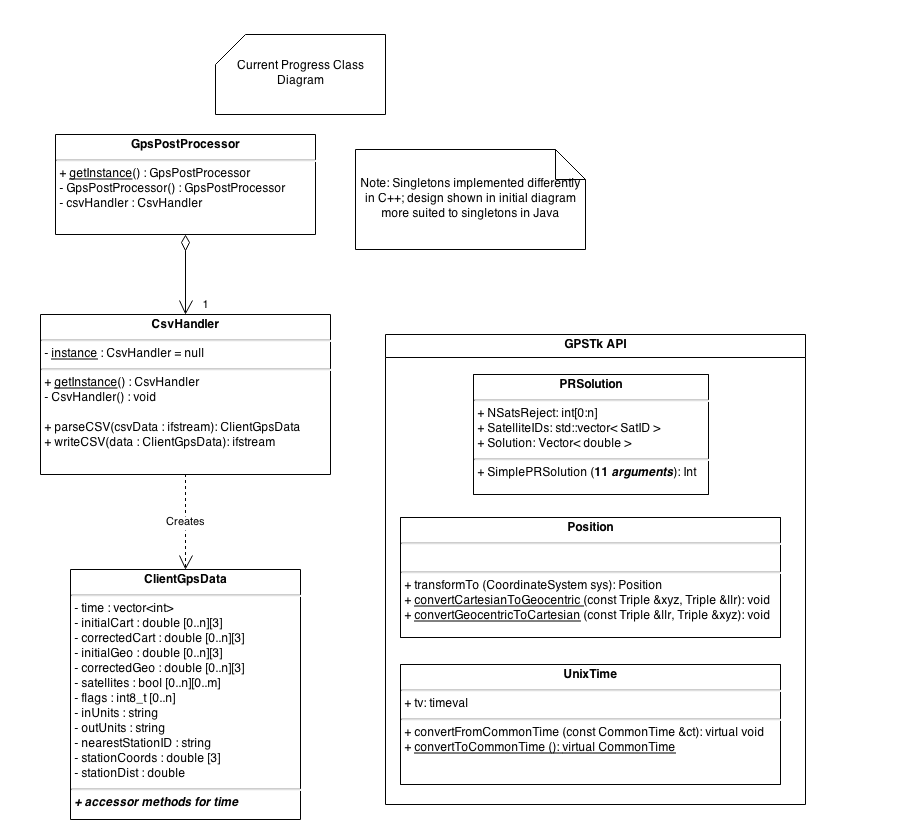 Current Progress Class
Diagram
GpsPostProcessor
+ getInstance() : GpsPostProcessor
- GpsPostProcessor() : GpsPostProcessor
- csvHandler : CsvHandler
Note: Singletons implemented differently
in C++; design shown in initial diagram
more suited to singletons in Java
1
CsvHandler
- instance : CsvHandler = null
+ getInstance() : CsvHandler
- CsvHandler() : void
+ parseCSV(csvData : ifstream): ClientGpsData
+ writeCSV(data : ClientGpsData): ifstream
Creates
ClientGpsData
- time : vector<int>
- initialCart : double [0..n][3]
- correctedCart : double [0..n][3]
- initialGeo : double [0..n][3]
- correctedGeo : double [0..n][3]
- satellites : bool [0..n][0..m]
- flags : int8_t [0..n]
- inUnits : string
- outUnits : string
- nearestStationID : string
- stationCoords : double [3]
- stationDist : double
+ accessor methods for time
GPSTk API
PRSolution
+ NSatsReject: int[0:n]
+ SatelliteIDs: std::vector< SatID >
+ Solution: Vector< double >
+ SimplePRSolution (11 arguments): Int
Position
+ transformTo (CoordinateSystem sys): Position
+ convertCartesianToGeocentric (const Triple &xyz, Triple &llr): void
+ convertGeocentricToCartesian (const Triple &llr, Triple &xyz): void
UnixTime
+ tv: timeval
+ convertFromCommonTime (const CommonTime &ct): virtual void
+ convertToCommonTime (): virtual CommonTime